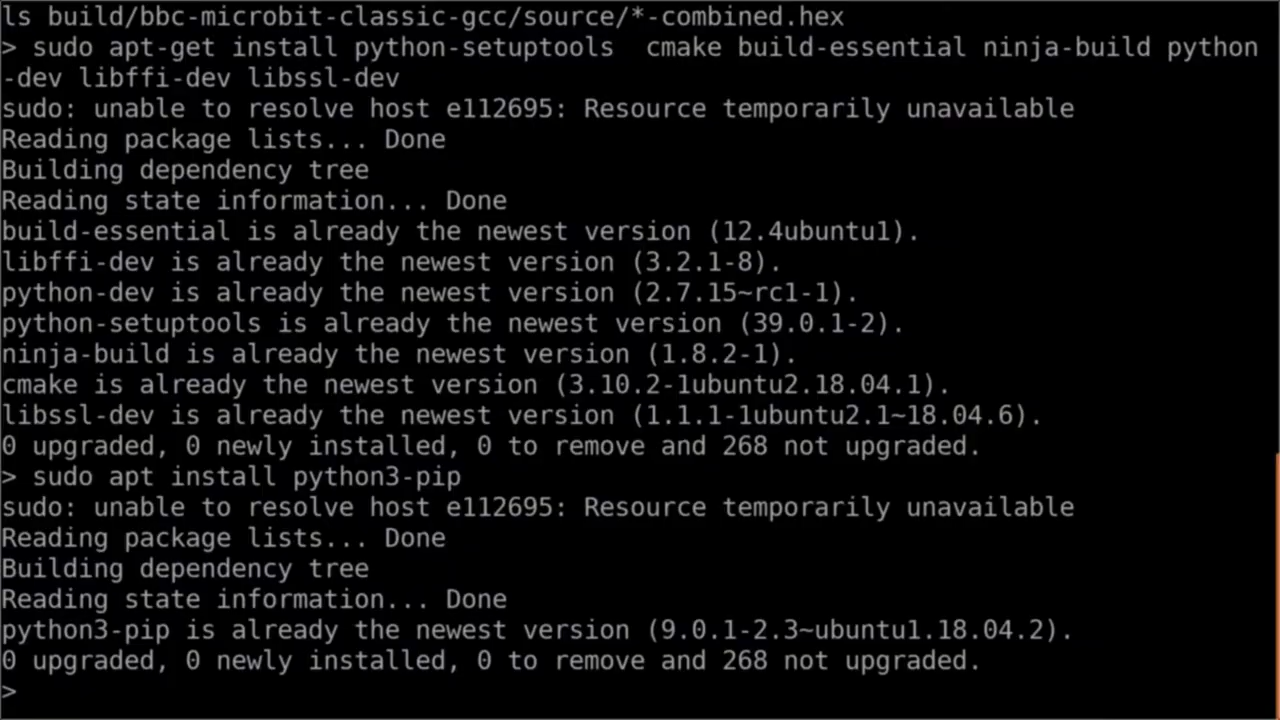 ls build/bbc-microbit-classic-gcc/source/*-combined.hex
> sudo apt-get install python-setuptools  cmake build-essential ninja-build python
-dev libffi-dev libssl-dev
sudo: unable to resolve host e112695: Resource temporarily unavailable
Reading package lists... Done
Building dependency tree
Reading state information... Done
build-essential is already the newest version (12.4ubuntu1).
libffi-dev is already the newest version (3.2.1-8).
python-dev is already the newest version (2.7.15~rc1-1).
python-setuptools is already the newest version (39.0.1-2).
ninja-build is already the newest version (1.8.2-1).
cmake is already the newest version (3.10.2-1ubuntu2.18.04.1).
libssl-dev is already the newest version (1.1.1-1ubuntu2.1~18.04.6).
0 upgraded, 0 newly installed, 0 to remove and 268 not upgraded.
> sudo apt install python3-pip
sudo: unable to resolve host e112695: Resource temporarily unavailable
Reading package lists... Done
Building dependency tree
Reading state information... Done
python3-pip is already the newest version (9.0.1-2.3~ubuntu1.18.04.2).
0 upgraded, 0 newly installed, 0 to remove and 268 not upgraded.
>